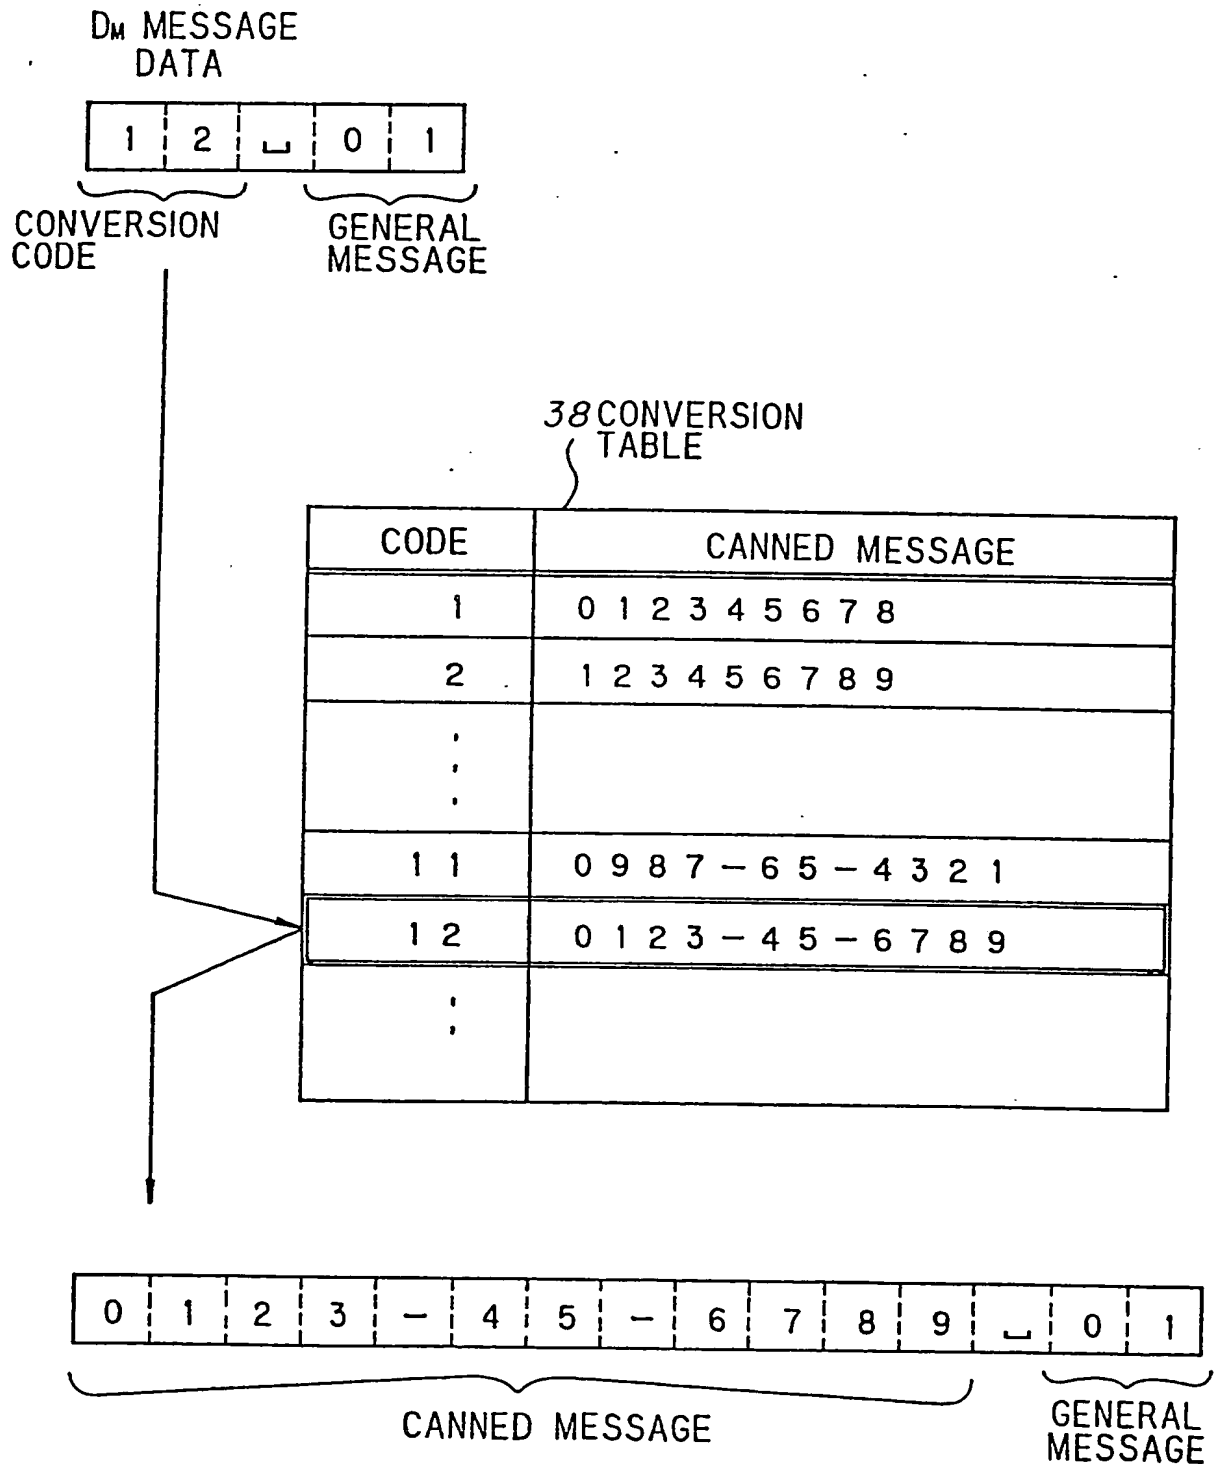 DM MESSAGE
DATA
1 2 ␣ 0 1
CONVERSION
CODE
GENERAL
MESSAGE
38 CONVERSION
TABLE
CODE CANNED MESSAGE
1 0 1 2 3 4 5 6 7 8
2 1 2 3 4 5 6 7 8 9
1 1 0 9 8 7 - 6 5 - 4 3 2 1
1 2 0 1 2 3 - 4 5 - 6 7 8 9
0 1 2 3 - 4 5 - 6 7 8 9 ␣ 0 1
CANNED MESSAGE
GENERAL
MESSAGE